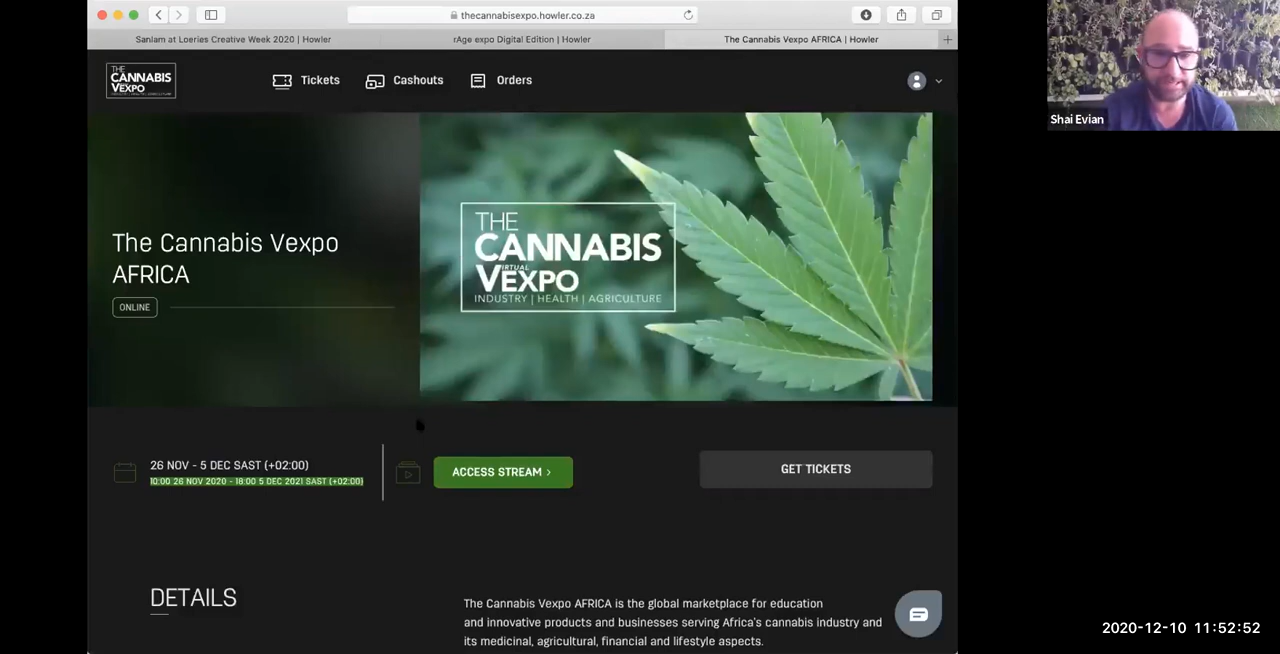 thecannabisexpo.howler.co.za
Sanlam at Loeries Creative Week 2020 | Howler
rAge expo Digital Edition | Howler
The Cannabis Vexpo AFRICA | Howler
THE
CANNABIS
VEXPO
Tickets
Cashouts
Orders
Shai Evian
The Cannabis Vexpo
AFRICA
ONLINE
THE
CANNABIS
VIRTUAL
VEXPO
INDUSTRY | HEALTH | AGRICULTURE
26 NOV - 5 DEC SAST (+02:00)
10:00 26 NOV 2020 - 18:00 5 DEC 2021 SAST (+02:00)
ACCESS STREAM ›
GET TICKETS
DETAILS
The Cannabis Vexpo AFRICA is the global marketplace for education
and innovative products and businesses serving Africa's cannabis industry and
its medicinal, agricultural, financial and lifestyle aspects.
2020-12-10 11:52:52